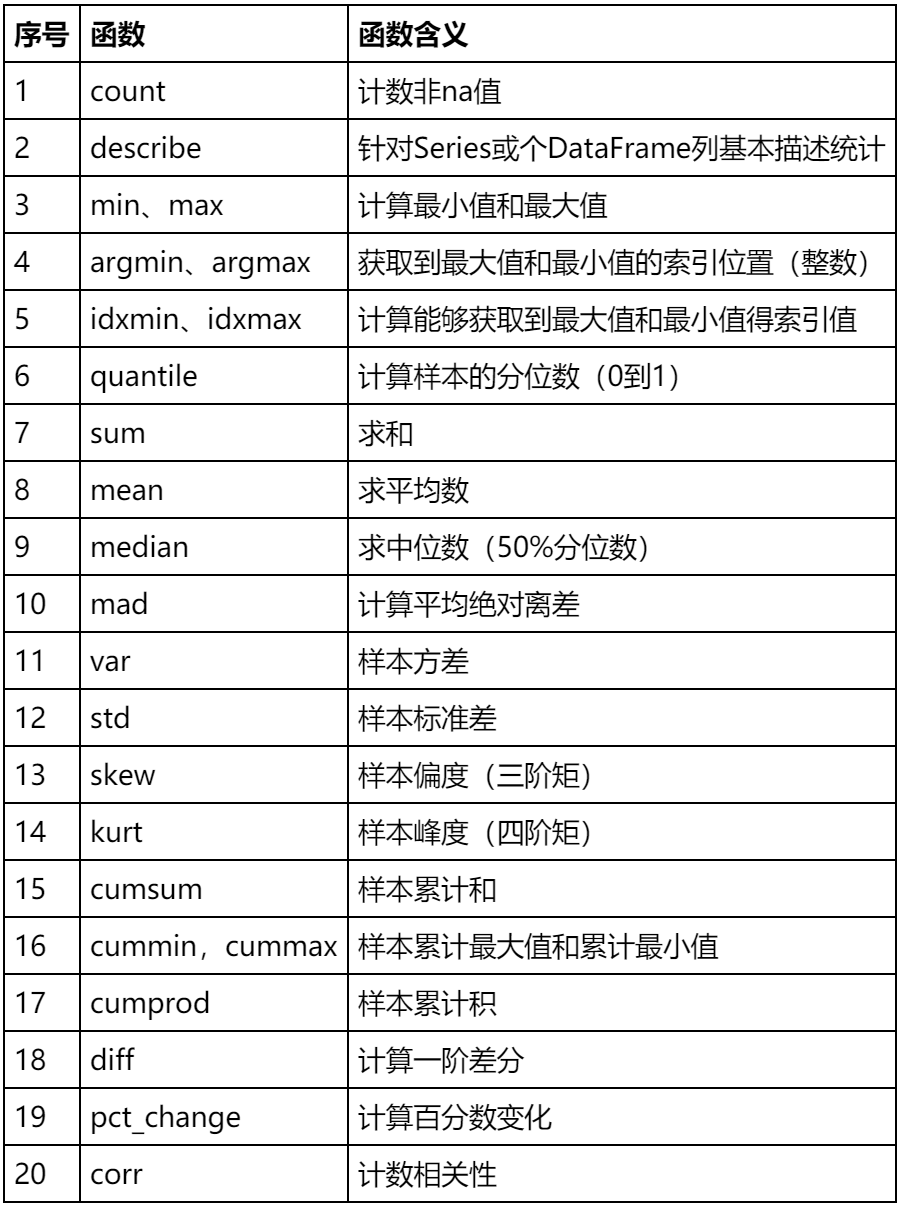 序号 函数 函数含义
1 count 计数非na值
2 describe 针对Series或个DataFrame列基本描述统计
3 min、max 计算最小值和最大值
4 argmin、argmax 获取到最大值和最小值的索引位置（整数）
5 idxmin、idxmax 计算能够获取到最大值和最小值得索引值
6 quantile 计算样本的分位数（0到1）
7 sum 求和
8 mean 求平均数
9 median 求中位数（50%分位数）
10 mad 计算平均绝对离差
11 var 样本方差
12 std 样本标准差
13 skew 样本偏度（三阶矩）
14 kurt 样本峰度（四阶矩）
15 cumsum 样本累计和
16 cummin，cummax 样本累计最大值和累计最小值
17 cumprod 样本累计积
18 diff 计算一阶差分
19 pct_change 计算百分数变化
20 corr 计数相关性